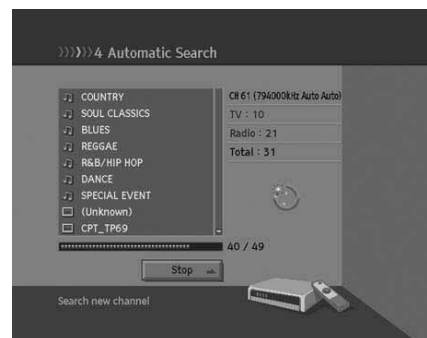 )))))4 Automatic Search
COUNTRY
SOUL CLASSICS
BLUES
REGGAE
R&B/HIP HOP
DANCE
SPECIAL EVENT
(Unknown)
CPT_TP69
CH 61 (794000kHz Auto Auto)
TV : 10
Radio : 21
Total : 31
40 / 49
Stop
Search new channel